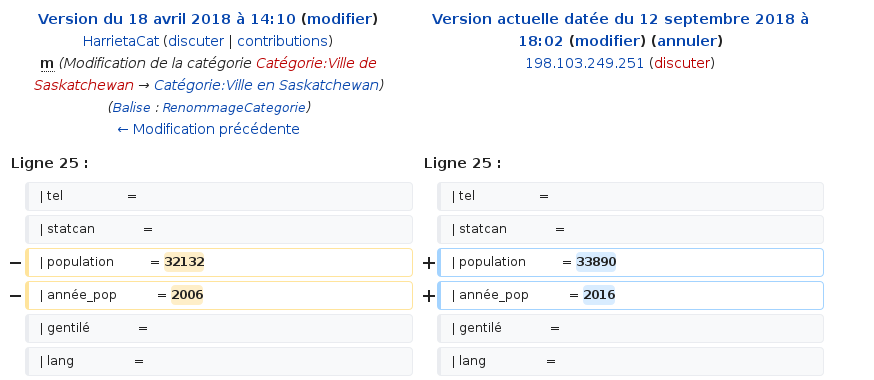 Version du 18 avril 2018 à 14:10 (modifier)
HarrietaCat (discuter | contributions)
m (Modification de la catégorie Catégorie:Ville de
Saskatchewan → Catégorie:Ville en Saskatchewan)
(Balise : RenommageCategorie)
← Modification précédente
Version actuelle datée du 12 septembre 2018 à
18:02 (modifier) (annuler)
198.103.249.251 (discuter)
Ligne 25 :
| tel =
| statcan =
− | population = 32132
− | année_pop = 2006
| gentilé =
| lang =
Ligne 25 :
| tel =
| statcan =
+ | population = 33890
+ | année_pop = 2016
| gentilé =
| lang =